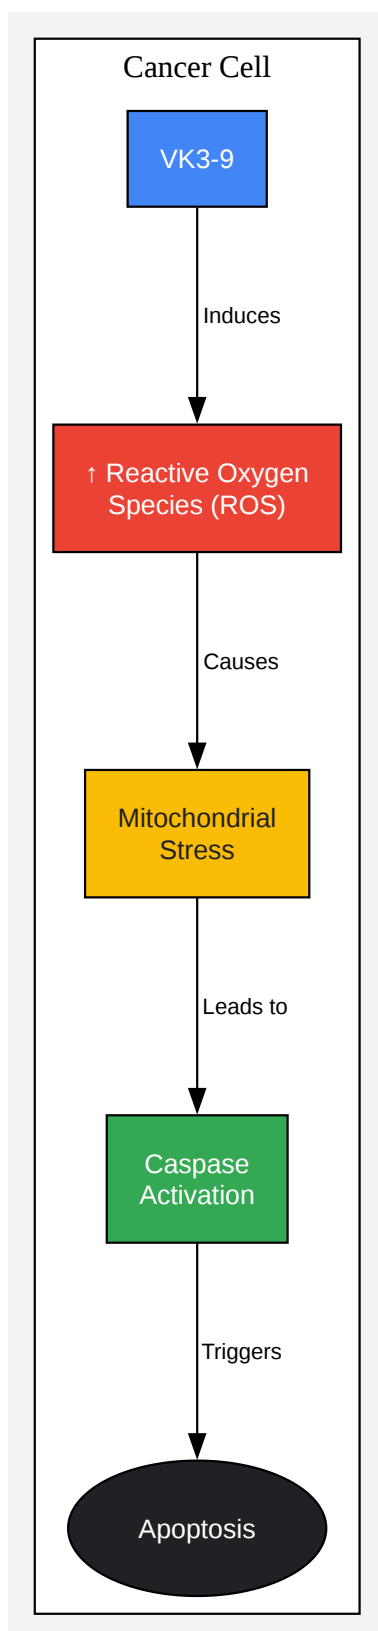 Cancer Cell
VK3-9
Induces
↑ Reactive Oxygen
Species (ROS)
Causes
Mitochondrial
Stress
Leads to
Caspase
Activation
Triggers
Apoptosis